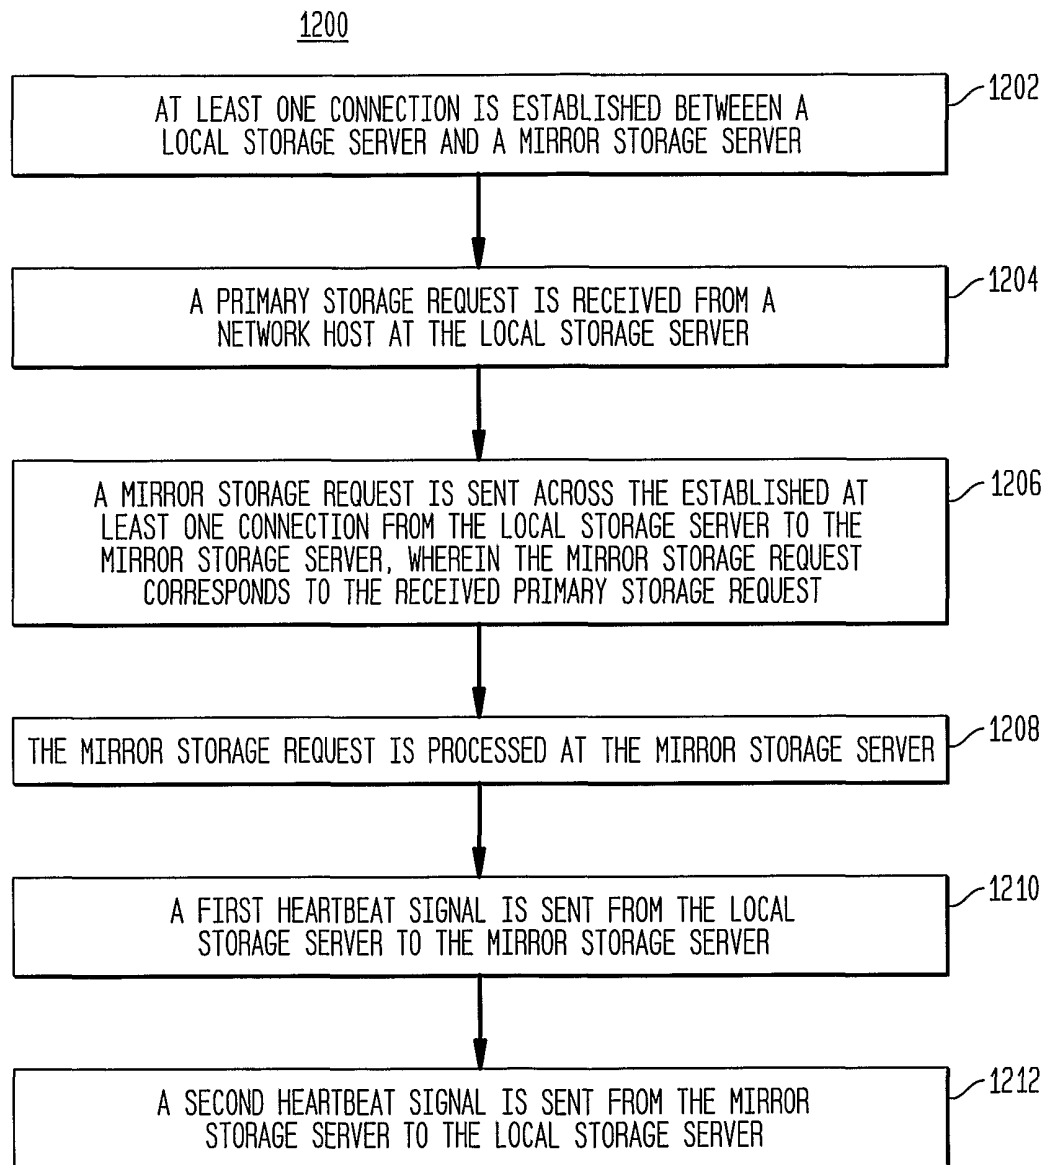 1200
AT LEAST ONE CONNECTION IS ESTABLISHED BETWEEEN A
LOCAL STORAGE SERVER AND A MIRROR STORAGE SERVER
1202
A PRIMARY STORAGE REQUEST IS RECEIVED FROM A
NETWORK HOST AT THE LOCAL STORAGE SERVER
1204
A MIRROR STORAGE REQUEST IS SENT ACROSS THE ESTABLISHED AT
LEAST ONE CONNECTION FROM THE LOCAL STORAGE SERVER TO THE
MIRROR STORAGE SERVER, WHEREIN THE MIRROR STORAGE REQUEST
CORRESPONDS TO THE RECEIVED PRIMARY STORAGE REQUEST
1206
THE MIRROR STORAGE REQUEST IS PROCESSED AT THE MIRROR STORAGE SERVER
1208
A FIRST HEARTBEAT SIGNAL IS SENT FROM THE LOCAL
STORAGE SERVER TO THE MIRROR STORAGE SERVER
1210
A SECOND HEARTBEAT SIGNAL IS SENT FROM THE MIRROR
STORAGE SERVER TO THE LOCAL STORAGE SERVER
1212